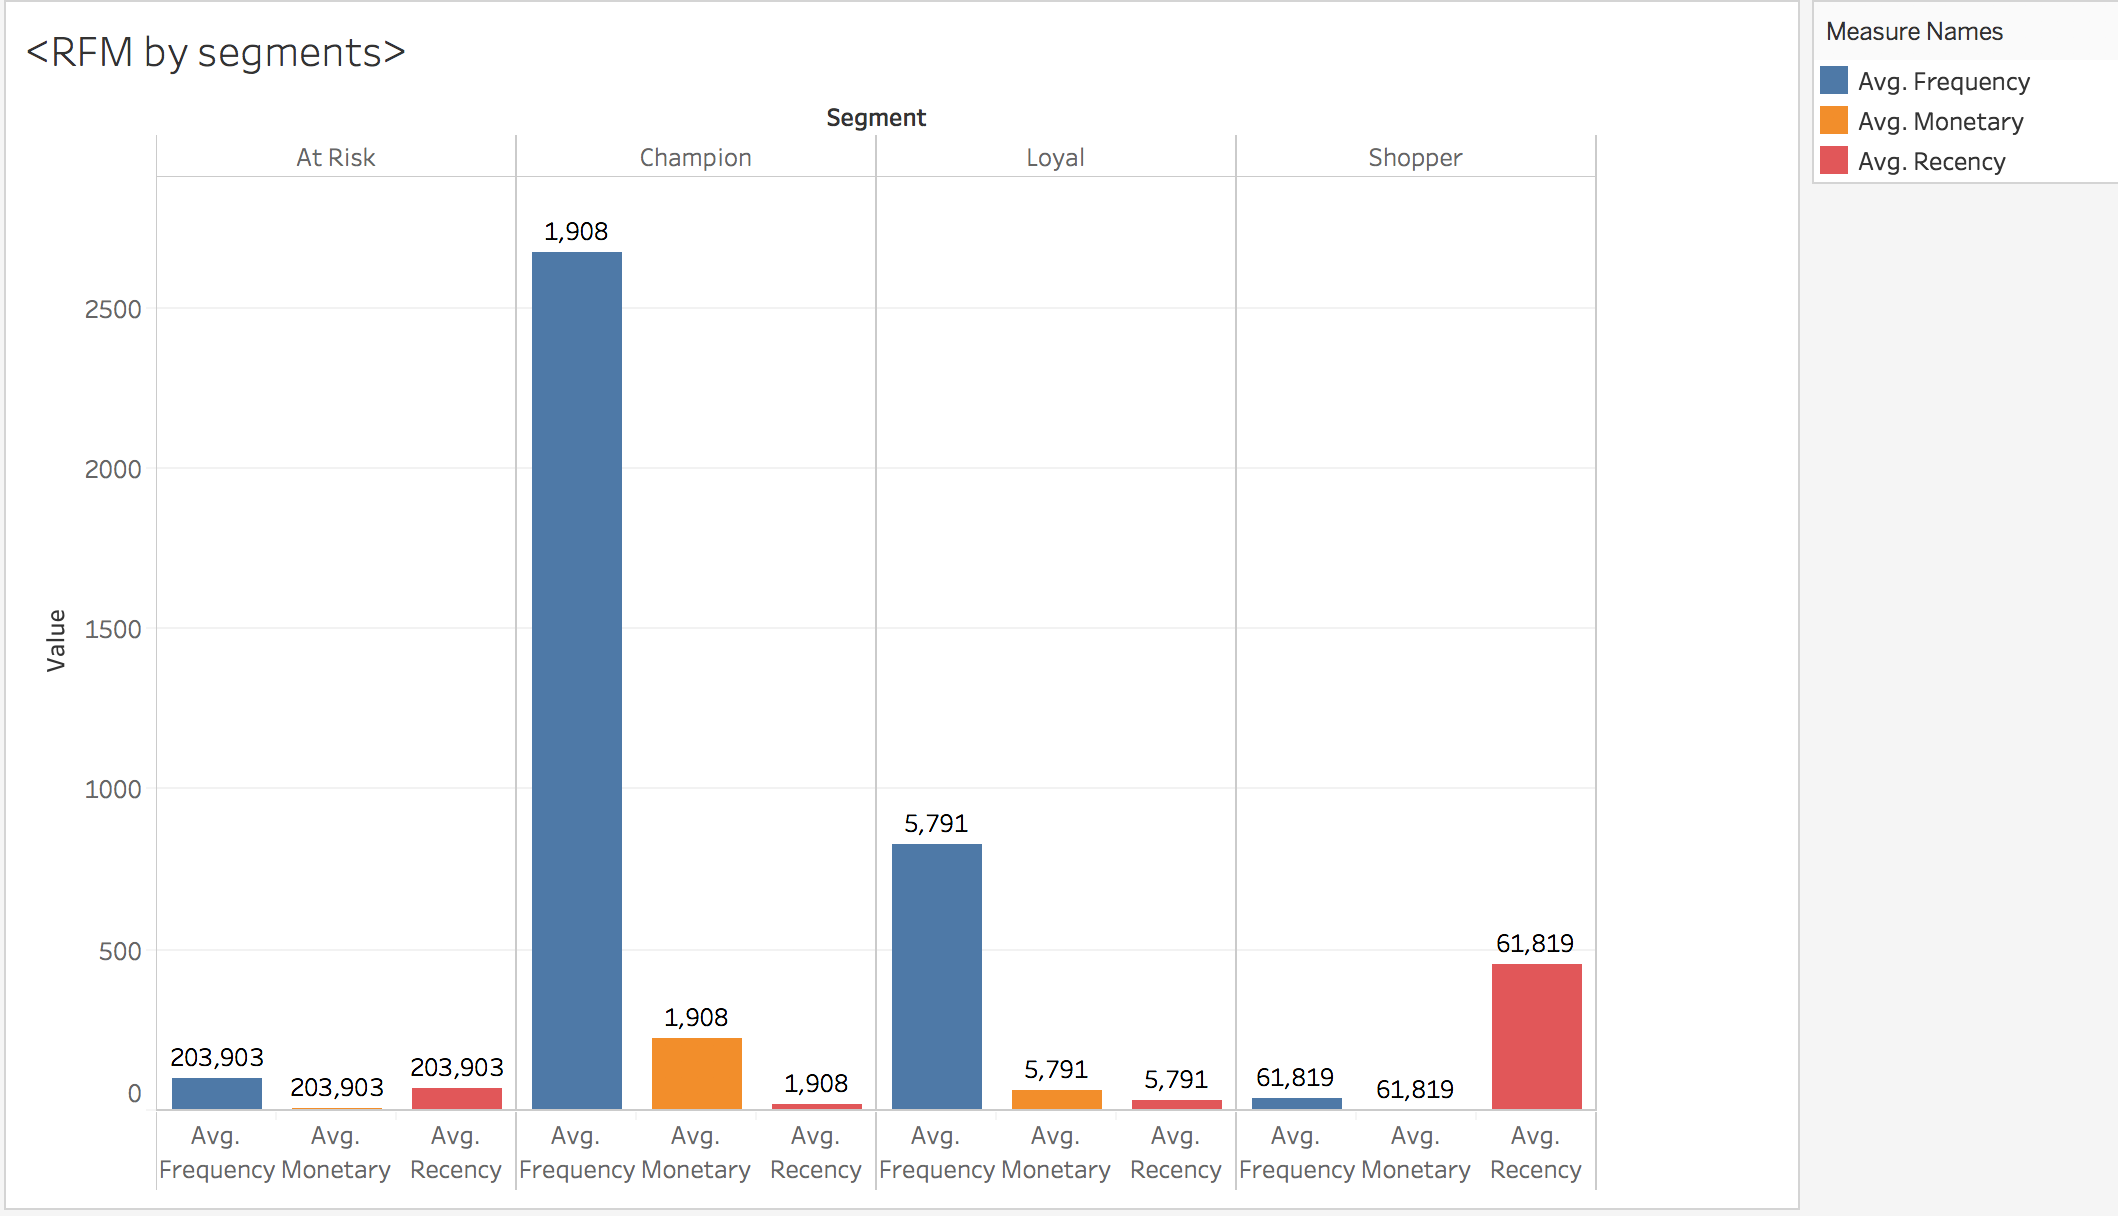 <RFM by segments>
Measure Names
Avg. Frequency
Avg. Monetary
Avg. Recency
Segment
At Risk
Champion
Loyal
Shopper
Value
2500
2000
1500
1000
500
0
203,903
203,903
203,903
1,908
1,908
1,908
5,791
5,791
5,791
61,819
61,819
61,819
Avg.
Frequency
Avg.
Monetary
Avg.
Recency
Avg.
Frequency
Avg.
Monetary
Avg.
Recency
Avg.
Frequency
Avg.
Monetary
Avg.
Recency
Avg.
Frequency
Avg.
Monetary
Avg.
Recency